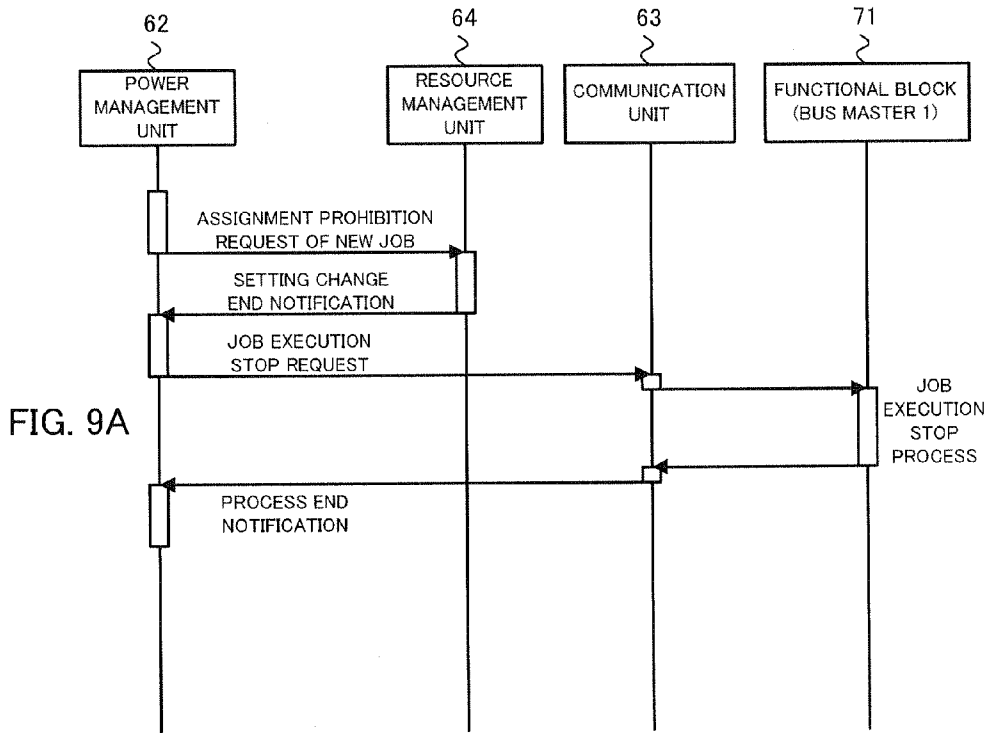 62
64
63
71
POWER
MANAGEMENT
UNIT
RESOURCE
MANAGEMENT
UNIT
COMMUNICATION
UNIT
FUNCTIONAL BLOCK
(BUS MASTER 1)
ASSIGNMENT PROHIBITION
REQUEST OF NEW JOB
SETTING CHANGE
END NOTIFICATION
JOB EXECUTION
STOP REQUEST
JOB
EXECUTION
STOP
PROCESS
FIG. 9A
PROCESS END
NOTIFICATION